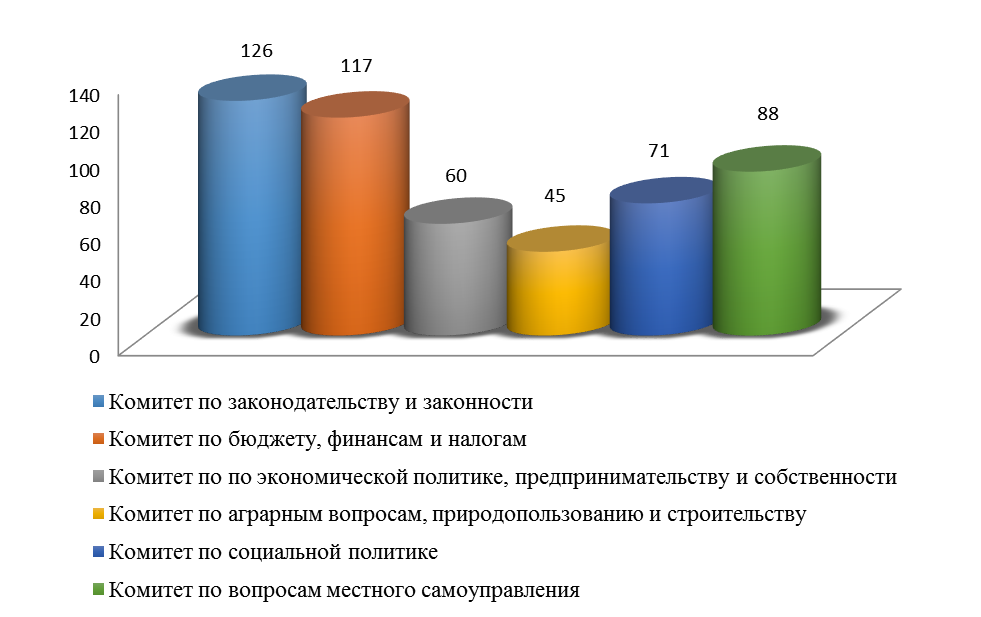 126
117
60
45
71
88
140
120
100
80
60
40
20
0
Комитет по законодательству и законности
Комитет по бюджету, финансам и налогам
Комитет по по экономической политике, предпринимательству и собственности
Комитет по аграрным вопросам, природопользованию и строительству
Комитет по социальной политике
Комитет по вопросам местного самоуправления